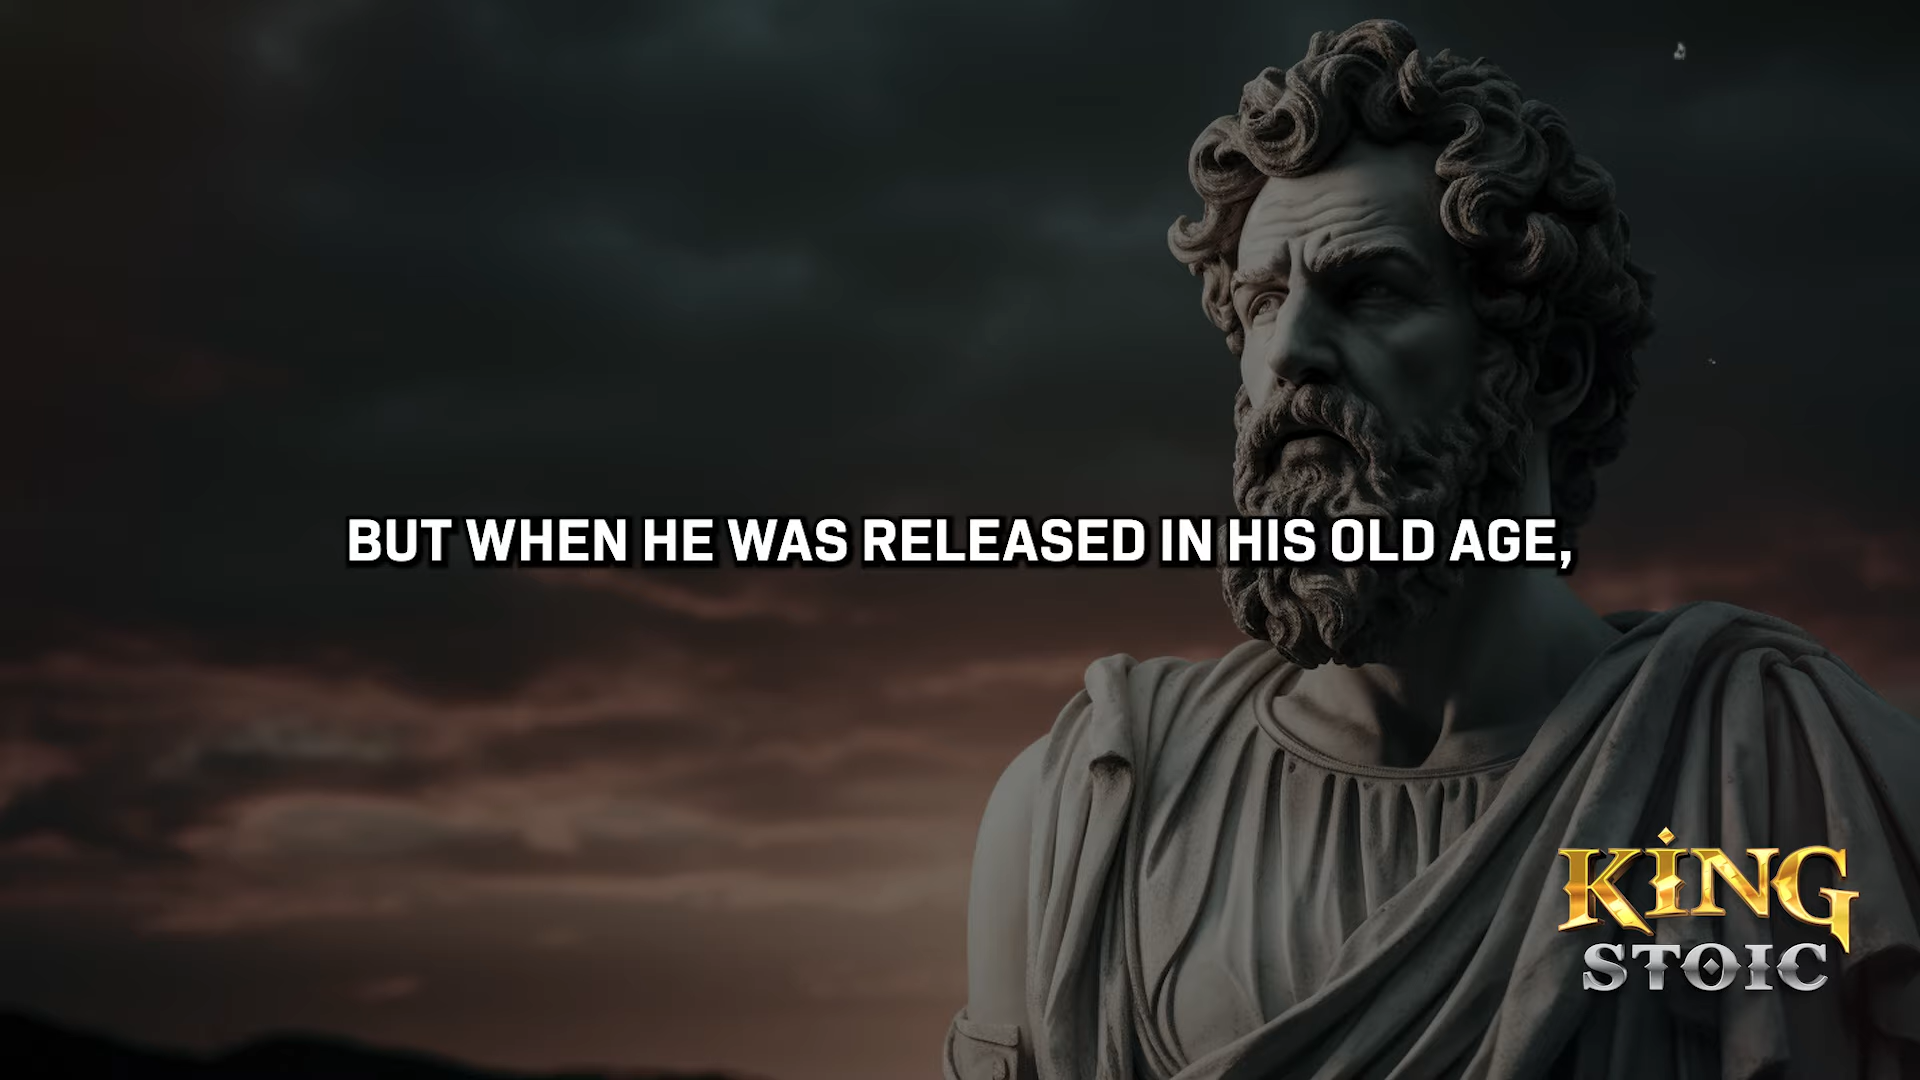 BUT WHEN HE WAS RELEASED IN HIS OLD AGE,
KING
STOIC